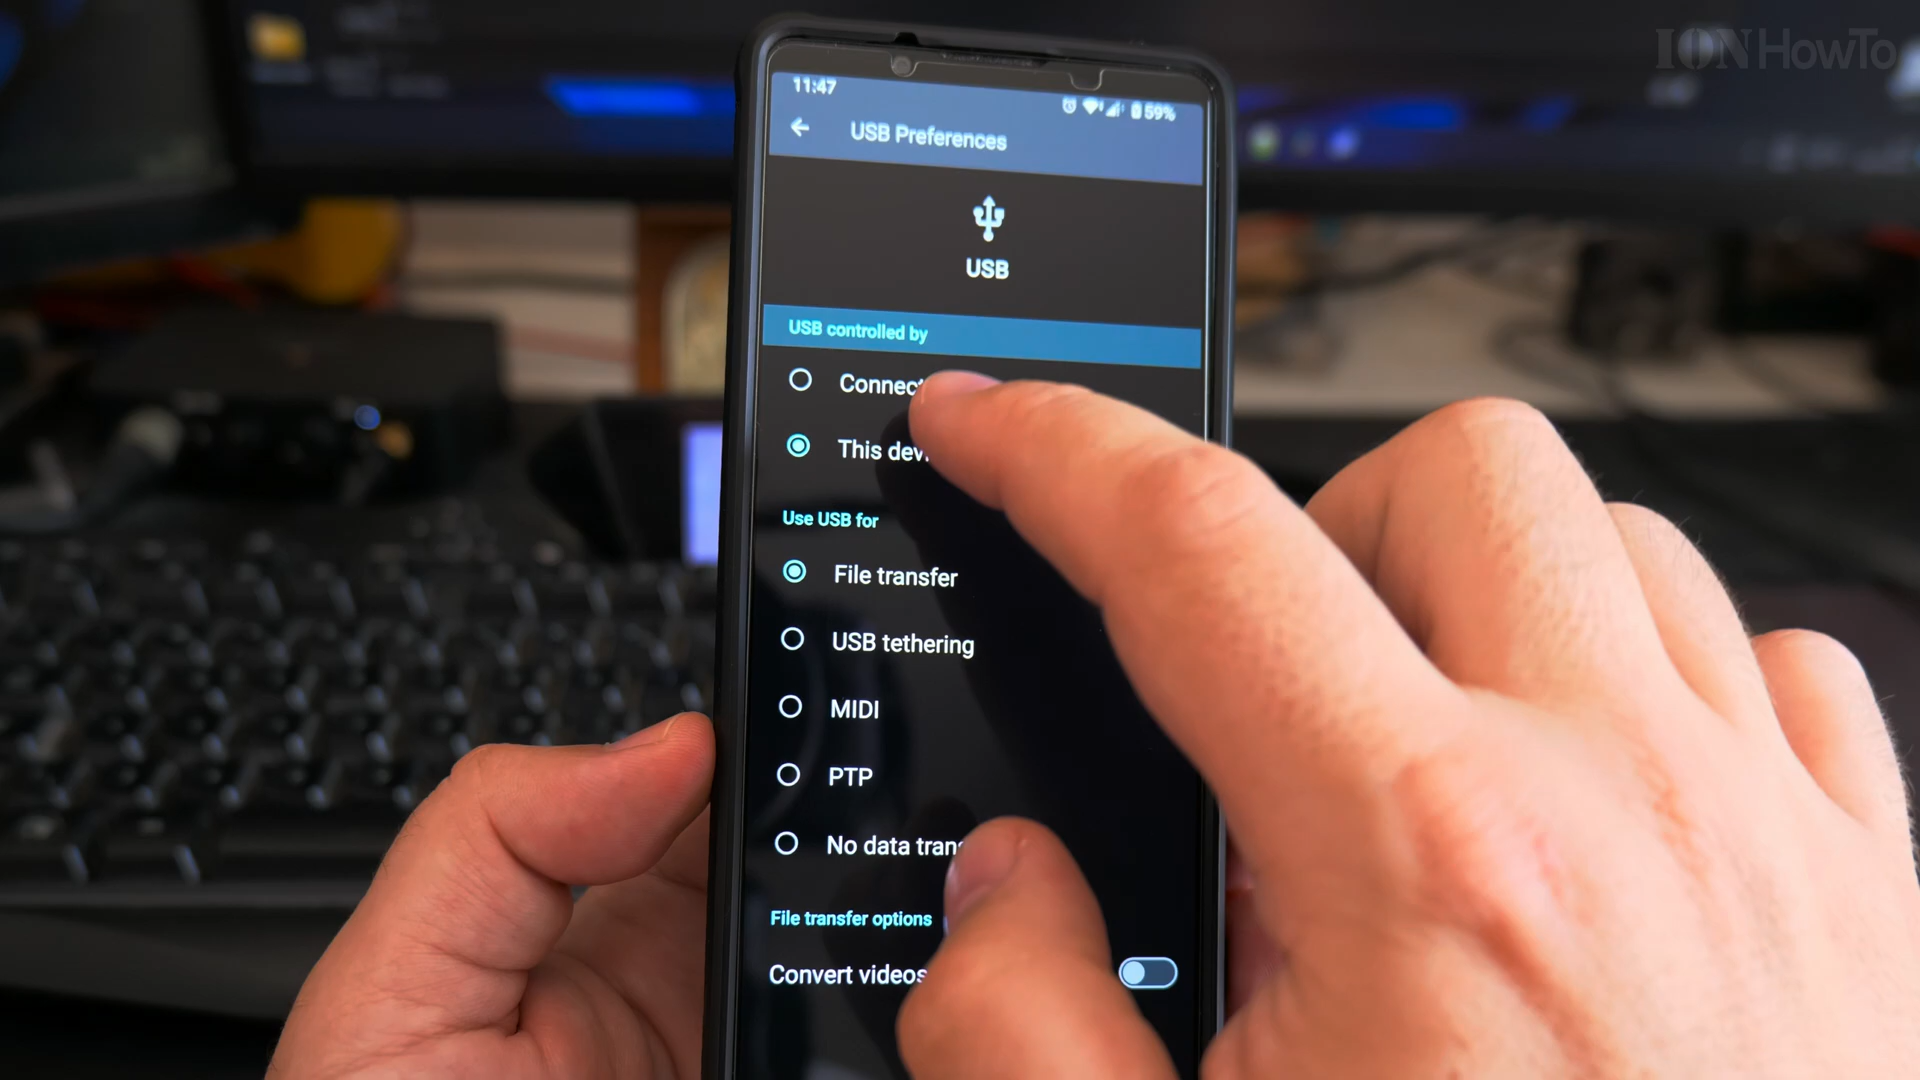 ION HowTo
11:47
59%
USB Preferences
USB
USB controlled by
Connec
This dev
Use USB for
File transfer
USB tethering
MIDI
PTP
No data tran
File transfer options
Convert videos